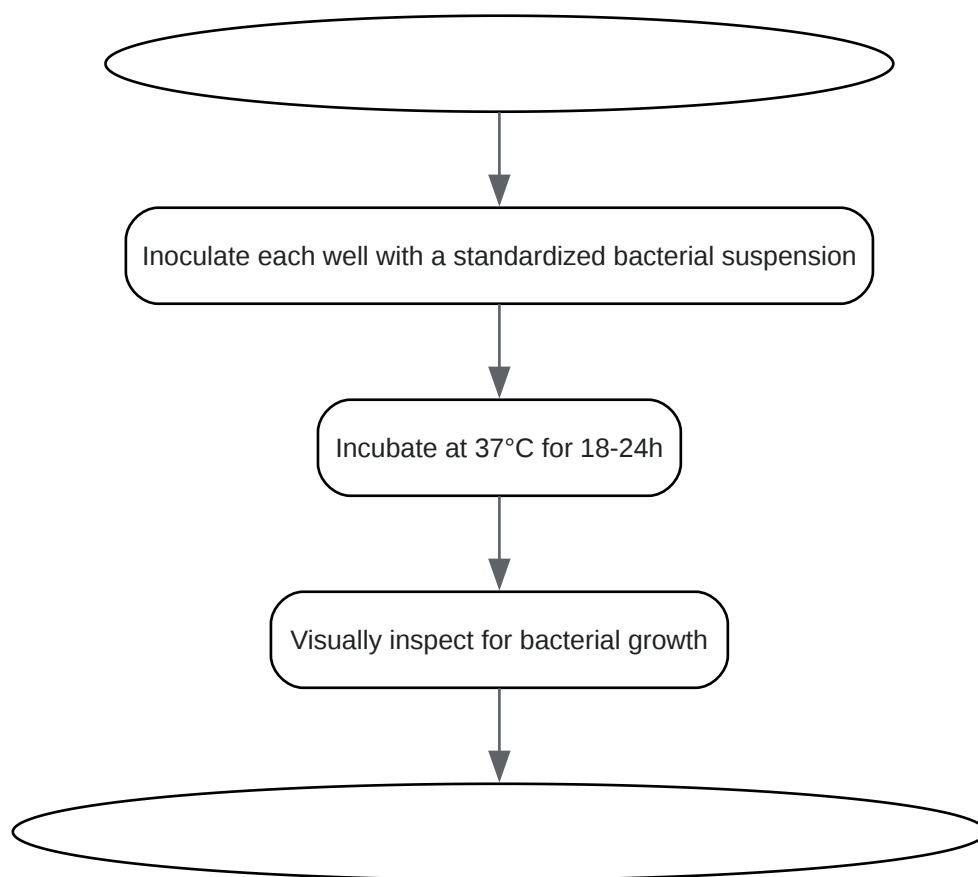 Inoculate each well with a standardized bacterial suspension
Incubate at 37°C for 18-24h
Visually inspect for bacterial growth